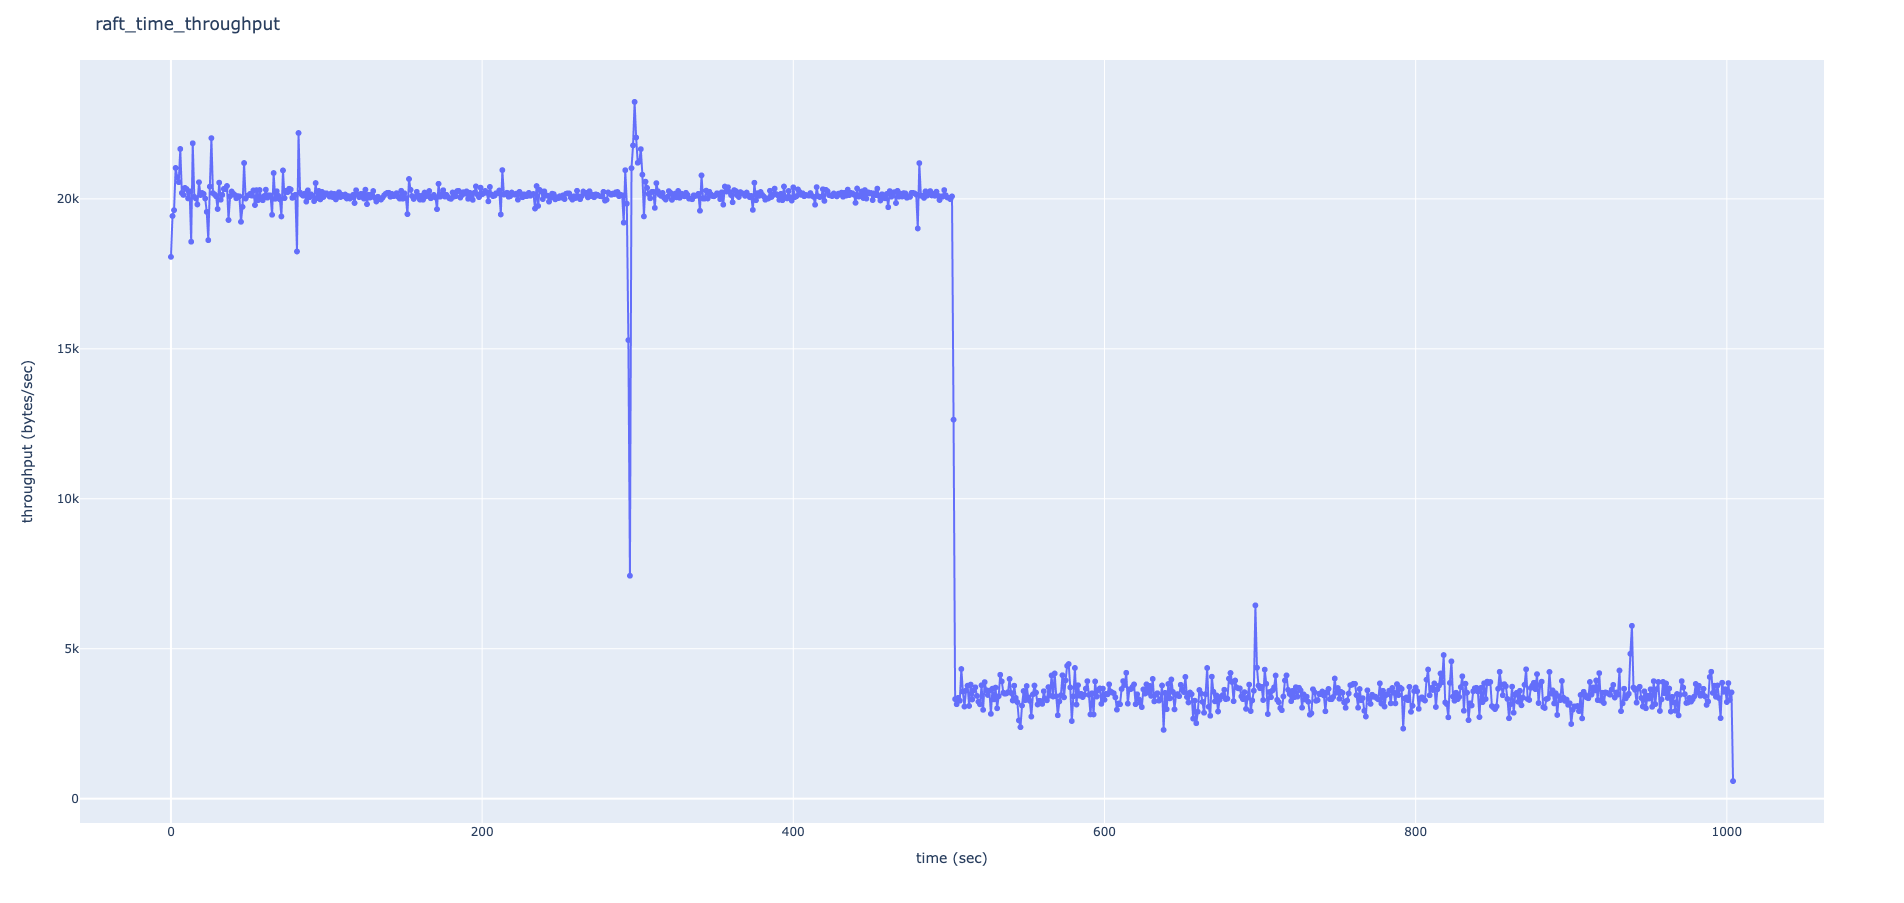 raft_time_throughput
throughput (bytes/sec)
20k
15k
10k
5k
0
0 200 400 600 800 1000
time (sec)